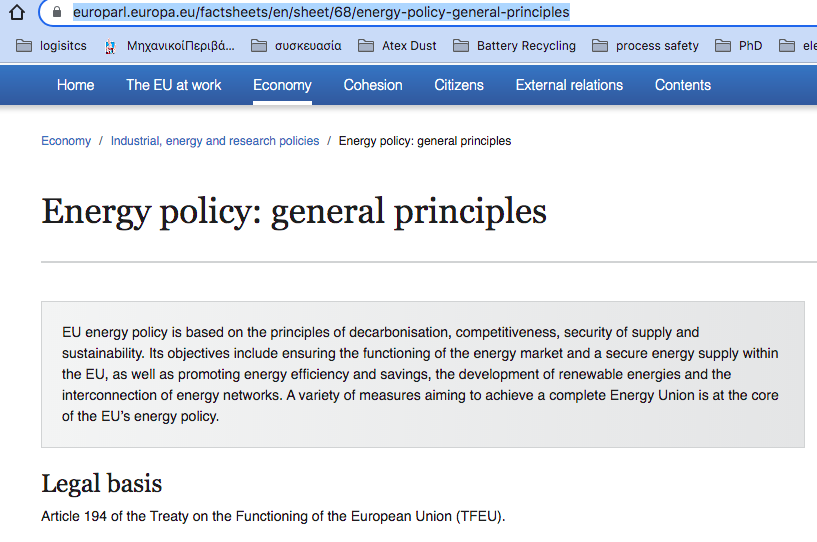 europarl.europa.eu/factsheets/en/sheet/68/energy-policy-general-principles
logisitcs ΜηχανικοίΠεριβά... συσκευασία Atex Dust Battery Recycling process safety PhD ele
Home The EU at work Economy Cohesion Citizens External relations Contents
Economy / Industrial, energy and research policies / Energy policy: general principles
Energy policy: general principles
EU energy policy is based on the principles of decarbonisation, competitiveness, security of supply and
sustainability. Its objectives include ensuring the functioning of the energy market and a secure energy supply within
the EU, as well as promoting energy efficiency and savings, the development of renewable energies and the
interconnection of energy networks. A variety of measures aiming to achieve a complete Energy Union is at the core
of the EU’s energy policy.
Legal basis
Article 194 of the Treaty on the Functioning of the European Union (TFEU).